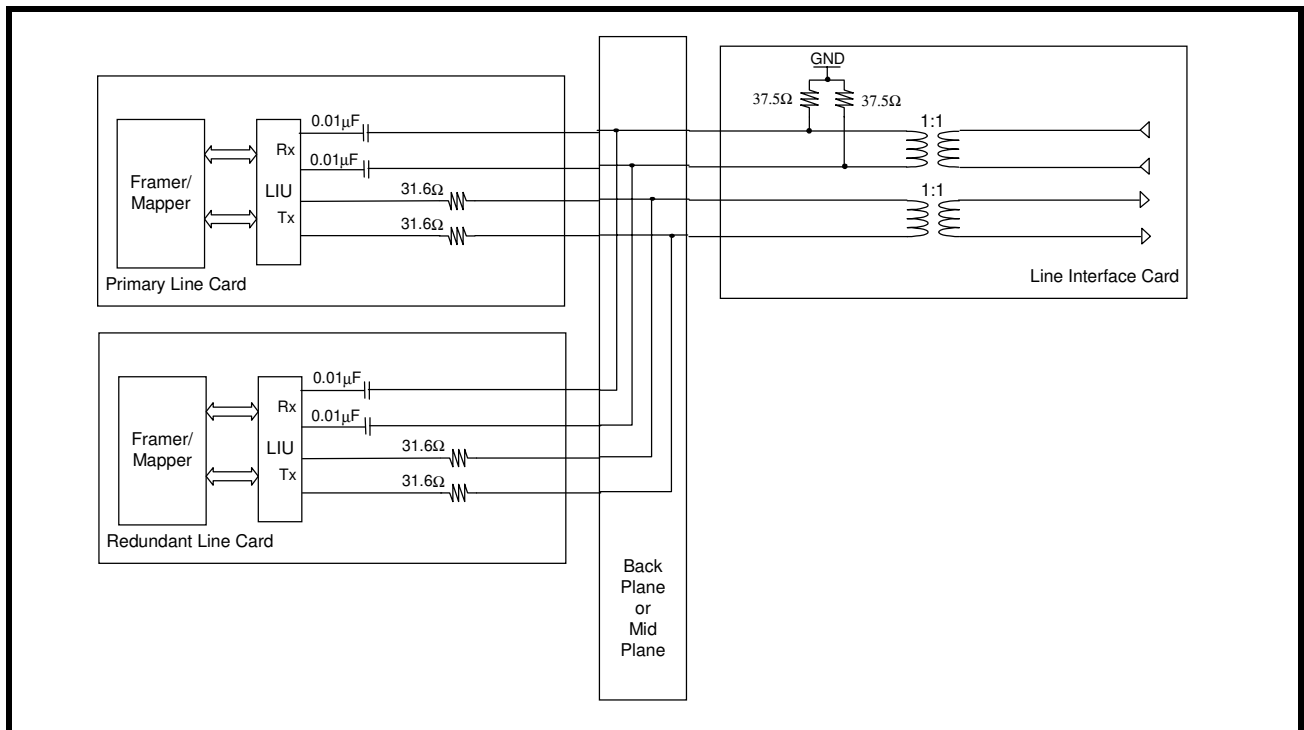 GND
37.5Ω 37.5Ω
1:1
1:1
Line Interface Card
0.01μF
Rx
0.01μF
Framer/
Mapper
LIU
31.6Ω
Tx
31.6Ω
Primary Line Card
0.01μF
Rx
0.01μF
Framer/
Mapper
LIU
31.6Ω
Tx
31.6Ω
Redundant Line Card
Back
Plane
or
Mid
Plane